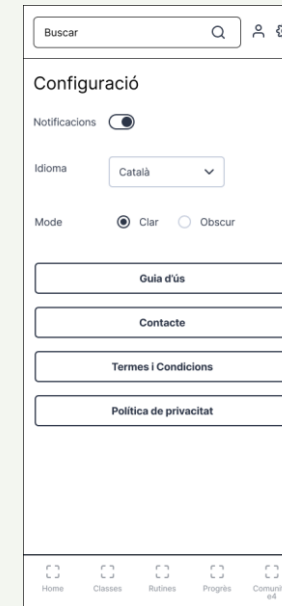 Buscar
Configuració
Notificacions
Idioma
Català
Mode
Clar
Obscur
Guia d'ús
Contacte
Termes i Condicions
Política de privacitat
Home
Classes
Rutines
Progrès